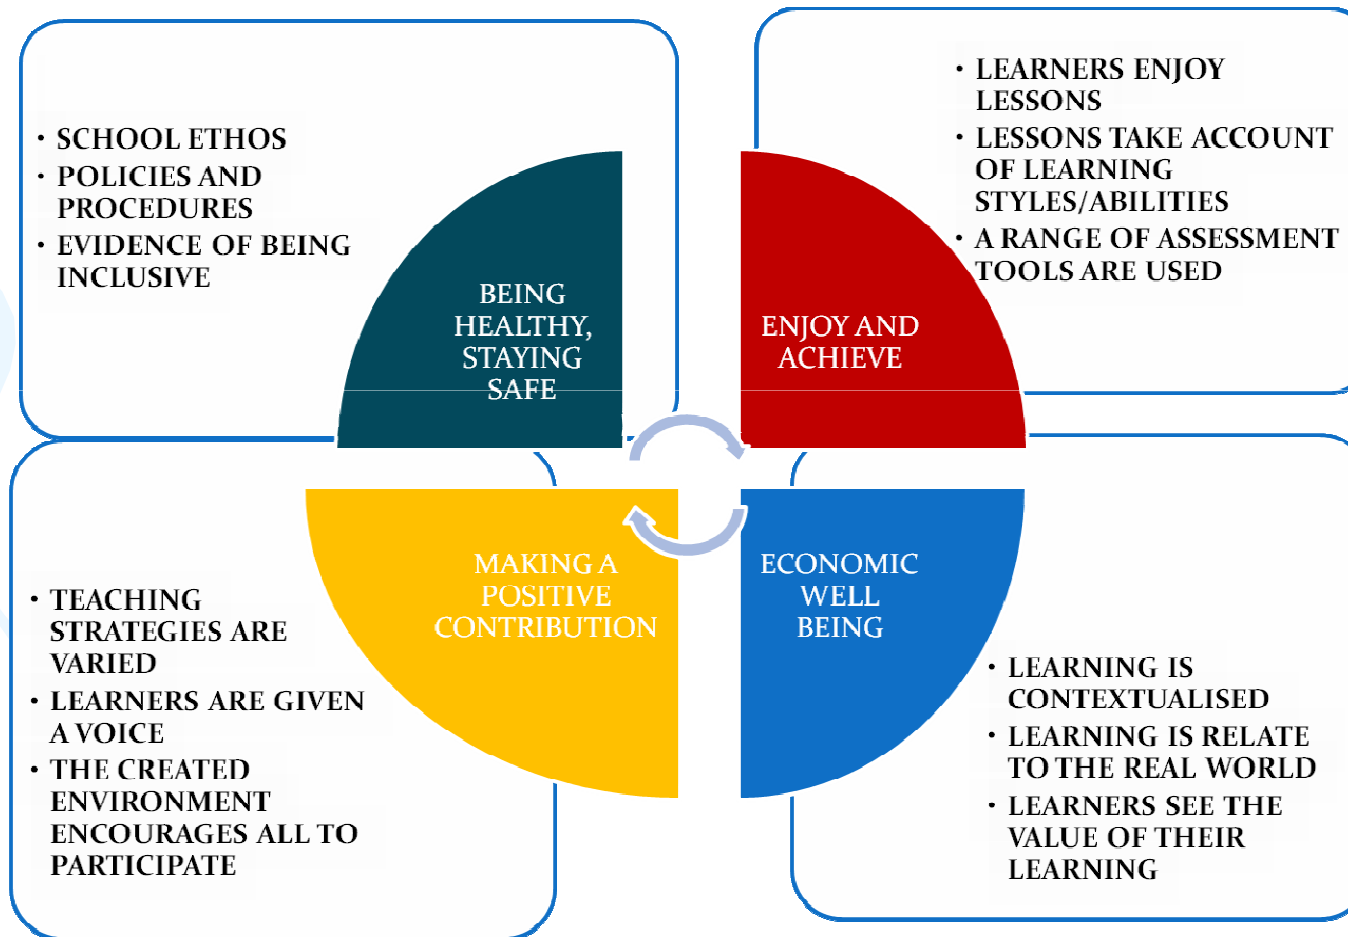 • SCHOOL ETHOS
• POLICIES AND
PROCEDURES
• EVIDENCE OF BEING
INCLUSIVE
BEING
HEALTHY,
STAYING
SAFE
• LEARNERS ENJOY
LESSONS
• LESSONS TAKE ACCOUNT
OF LEARNING
STYLES/ABILITIES
• A RANGE OF ASSESSMENT
TOOLS ARE USED
ENJOY AND
ACHIEVE
• TEACHING
STRATEGIES ARE
VARIED
• LEARNERS ARE GIVEN
A VOICE
• THE CREATED
ENVIRONMENT
ENCOURAGES ALL TO
PARTICIPATE
MAKING A
POSITIVE
CONTRIBUTION
ECONOMIC
WELL
BEING
• LEARNING IS
CONTEXTUALISED
• LEARNING IS RELATE
TO THE REAL WORLD
• LEARNERS SEE THE
VALUE OF THEIR
LEARNING